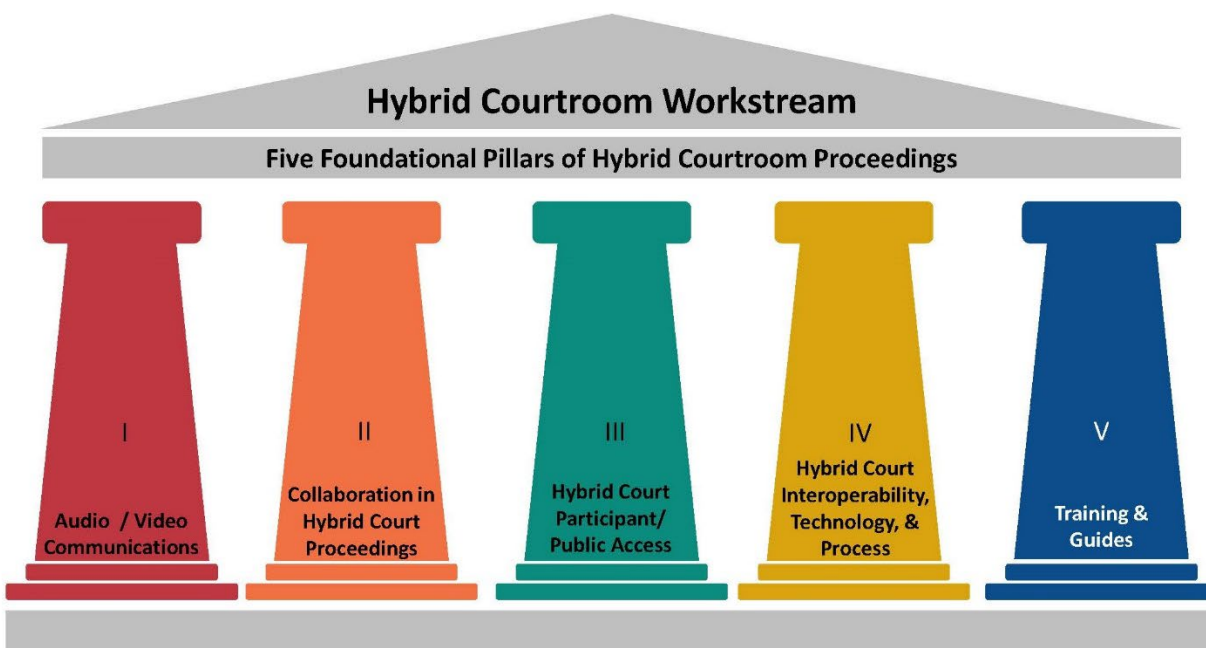 Hybrid Courtroom Workstream
Five Foundational Pillars of Hybrid Courtroom Proceedings
I
Audio / Video
Communications
II
Collaboration in
Hybrid Court
Proceedings
III
Hybrid Court
Participant/
Public Access
IV
Hybrid Court
Interoperability,
Technology, &
Process
V
Training &
Guides